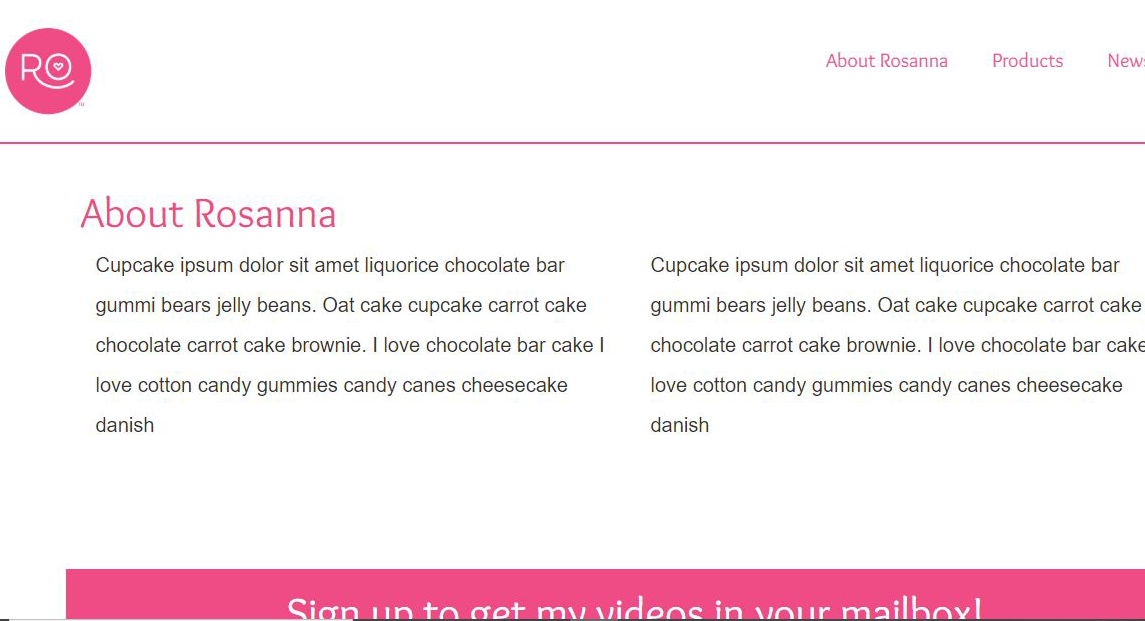 RO
TM
About Rosanna Products New
About Rosanna
Cupcake ipsum dolor sit amet liquorice chocolate bar
gummi bears jelly beans. Oat cake cupcake carrot cake
chocolate carrot cake brownie. I love chocolate bar cake I
love cotton candy gummies candy canes cheesecake
danish
Cupcake ipsum dolor sit amet liquorice chocolate bar
gummi bears jelly beans. Oat cake cupcake carrot cake
chocolate carrot cake brownie. I love chocolate bar cake
love cotton candy gummies candy canes cheesecake
danish
Sign up to get my videos in your mailbox!